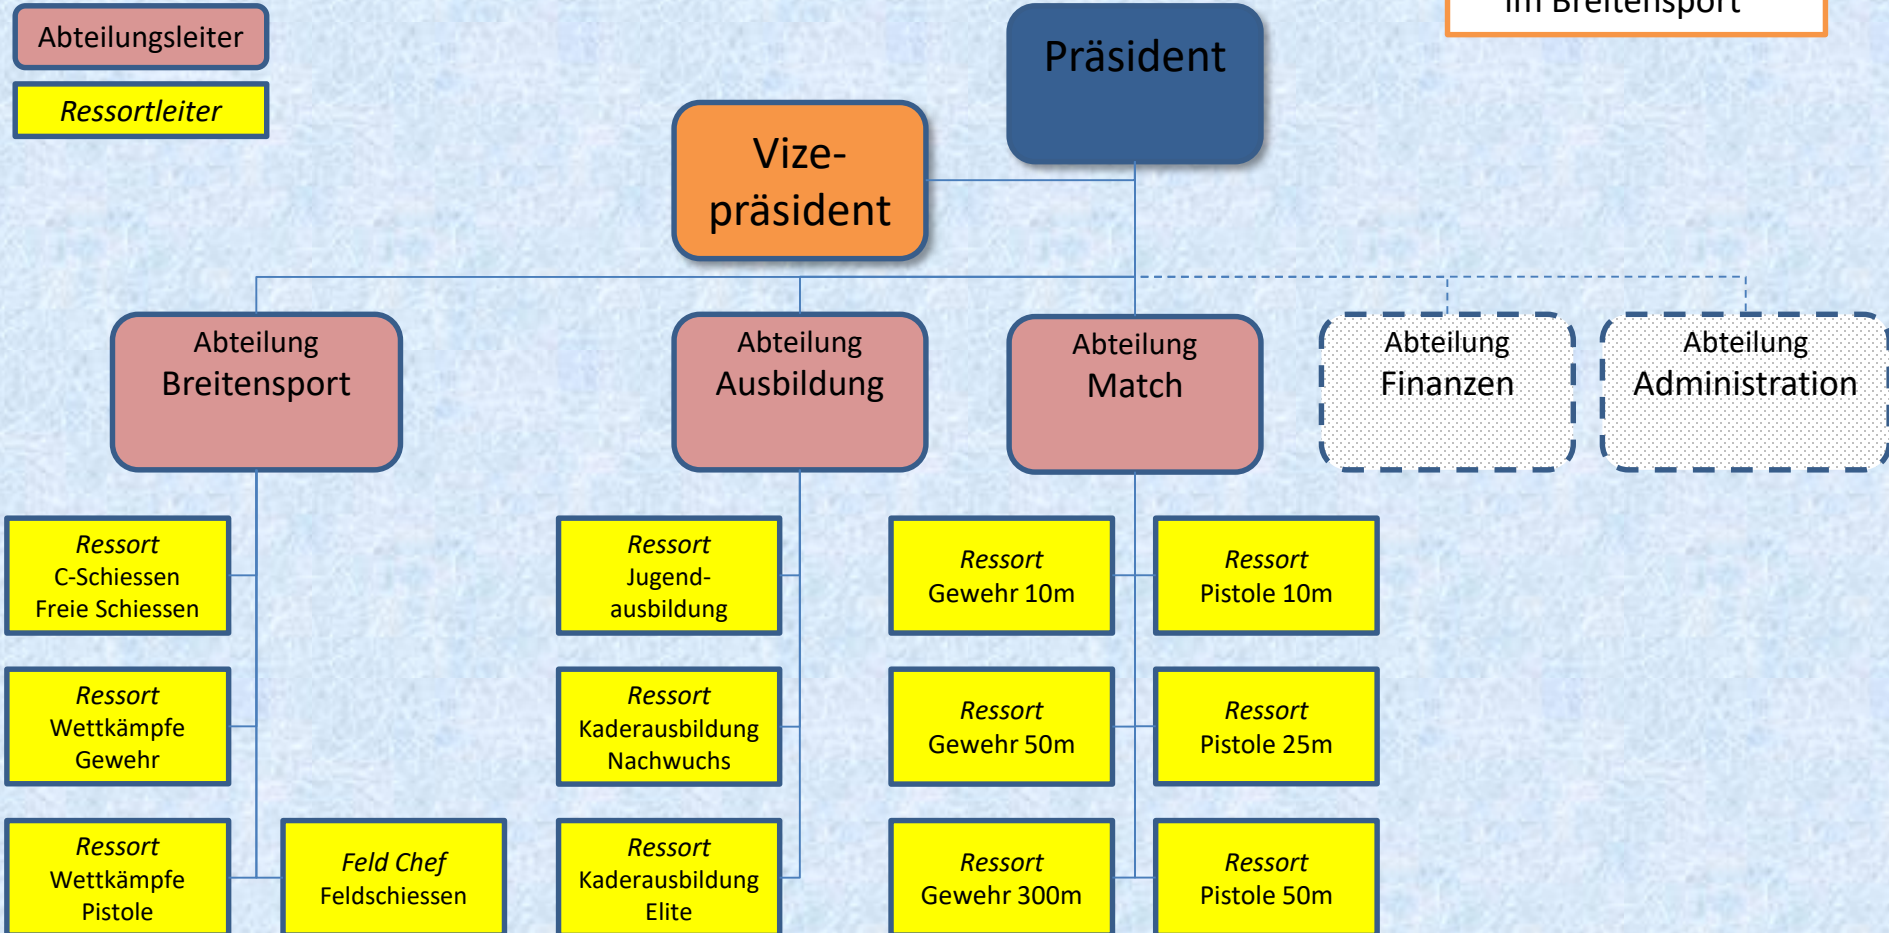 Abteilungsleiter
Ressortleiter
im Breitensport
Präsident
Vize-
präsident
Abteilung
Breitensport
Abteilung
Ausbildung
Abteilung
Match
Abteilung
Finanzen
Abteilung
Administration
Ressort
C-Schiessen
Freie Schiessen
Ressort
Jugend-
ausbildung
Ressort
Gewehr 10m
Ressort
Pistole 10m
Ressort
Wettkämpfe
Gewehr
Ressort
Kaderausbildung
Nachwuchs
Ressort
Gewehr 50m
Ressort
Pistole 25m
Ressort
Wettkämpfe
Pistole
Feld Chef
Feldschiessen
Ressort
Kaderausbildung
Elite
Ressort
Gewehr 300m
Ressort
Pistole 50m